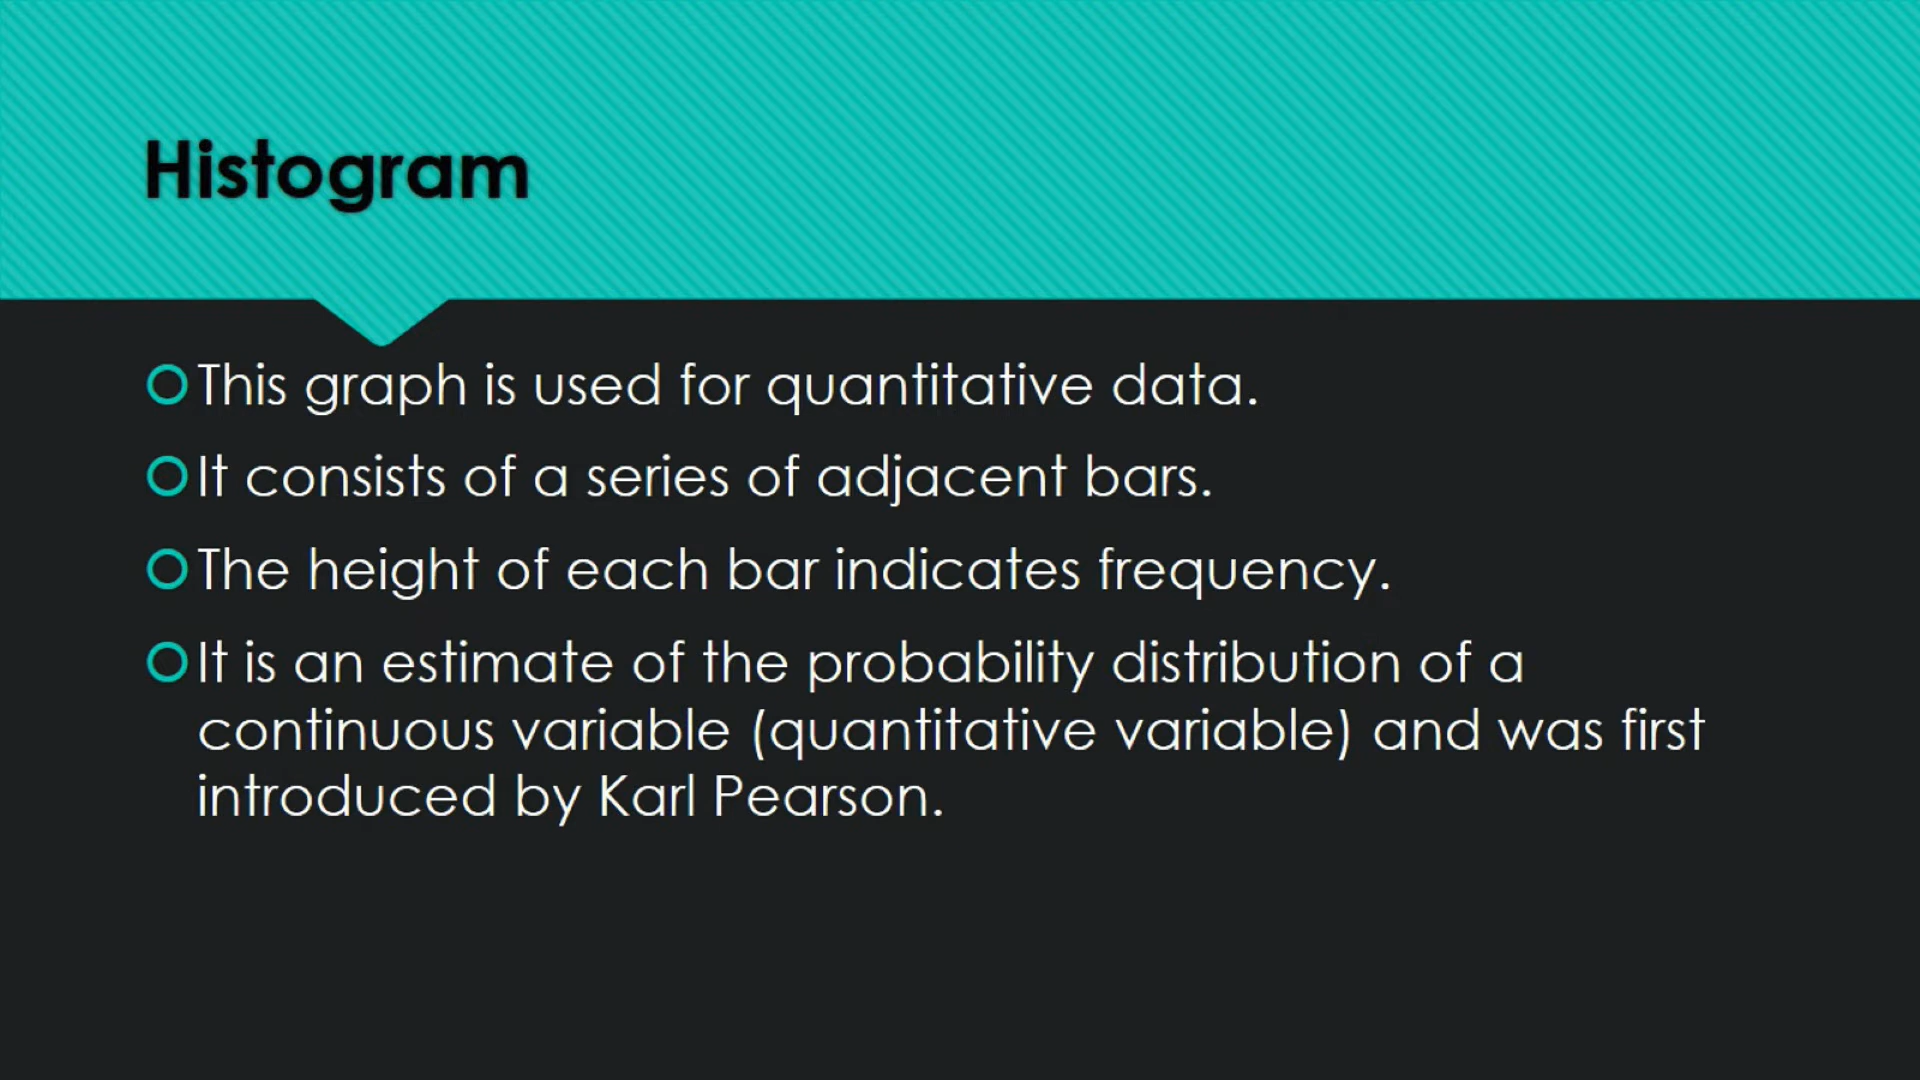 Histogram
This graph is used for quantitative data.
It consists of a series of adjacent bars.
The height of each bar indicates frequency.
It is an estimate of the probability distribution of a
continuous variable (quantitative variable) and was first
introduced by Karl Pearson.